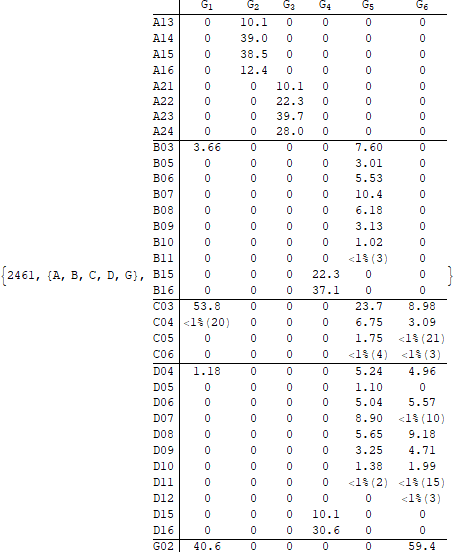 G1 G2 G3 G4 G5 G6
A13 0 10.1 0 0 0 0
A14 0 39.0 0 0 0 0
A15 0 38.5 0 0 0 0
A16 0 12.4 0 0 0 0
A21 0 0 10.1 0 0 0
A22 0 0 22.3 0 0 0
A23 0 0 39.7 0 0 0
A24 0 0 28.0 0 0 0
B03 3.66 0 0 0 7.60 0
B05 0 0 0 0 3.01 0
B06 0 0 0 0 5.53 0
B07 0 0 0 0 10.4 0
B08 0 0 0 0 6.18 0
B09 0 0 0 0 3.13 0
B10 0 0 0 0 1.02 0
B11 0 0 0 0 <1%(3) 0
{2461, {A, B, C, D, G}, B15 0 0 0 22.3 0 0 }
B16 0 0 0 37.1 0 0
C03 53.8 0 0 0 23.7 8.98
C04 <1%(20) 0 0 0 6.75 3.09
C05 0 0 0 0 1.75 <1%(21)
C06 0 0 0 0 <1%(4) <1%(3)
D04 1.18 0 0 0 5.24 4.96
D05 0 0 0 0 1.10 0
D06 0 0 0 0 5.04 5.57
D07 0 0 0 0 8.90 <1%(10)
D08 0 0 0 0 5.65 9.18
D09 0 0 0 0 3.25 4.71
D10 0 0 0 0 1.38 1.99
D11 0 0 0 0 <1%(2) <1%(15)
D12 0 0 0 0 0 <1%(3)
D15 0 0 0 10.1 0 0
D16 0 0 0 30.6 0 0
G02 40.6 0 0 0 0 59.4